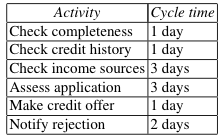 Activity Cycle time
Check completeness 1 day
Check credit history 1 day
Check income sources 3 days
Assess application 3 days
Make credit offer 1 day
Notify rejection 2 days